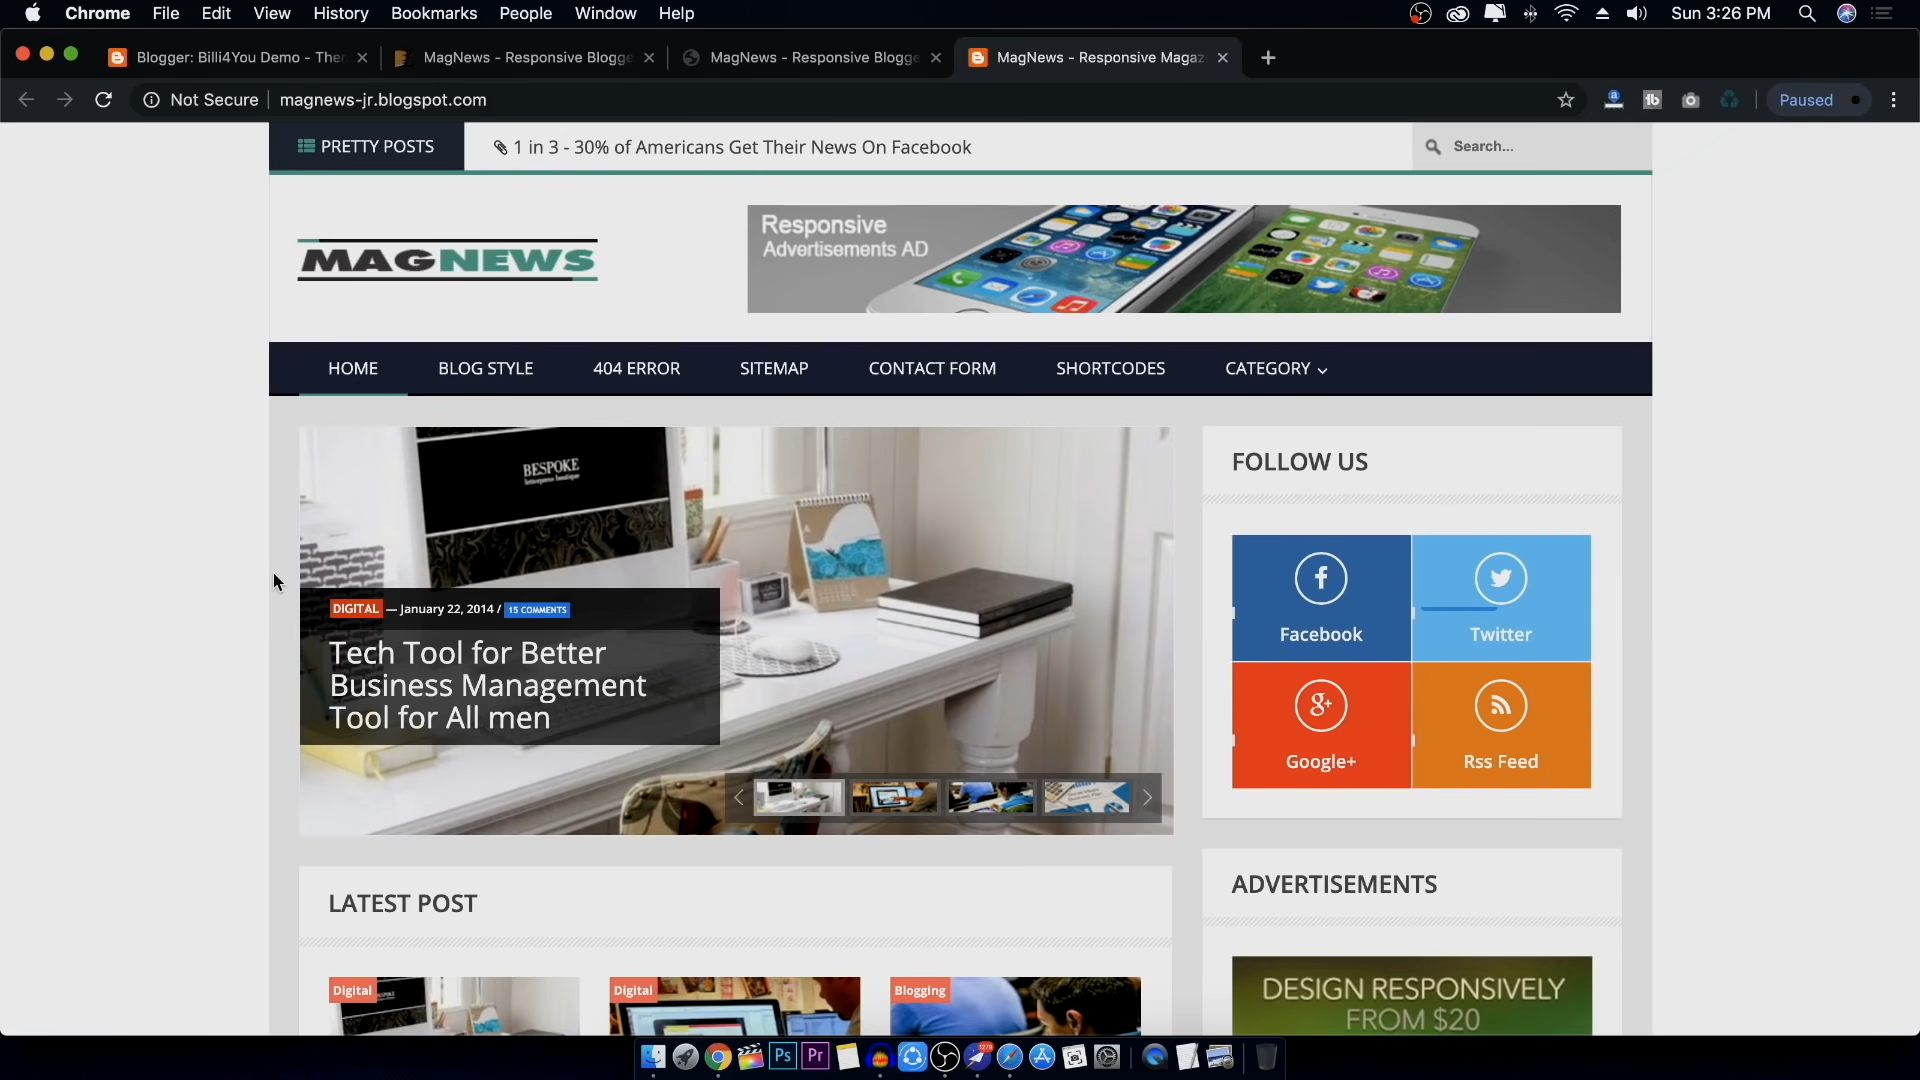 Chrome File Edit View History Bookmarks People Window Help Sun 3:26 PM
Blogger: Billi4You Demo - The MagNews - Responsive Blogge MagNews - Responsive Blogge MagNews - Responsive Magaz
Not Secure magnews-jr.blogspot.com Paused
PRETTY POSTS 1 in 3 - 30% of Americans Get Their News On Facebook Search...
MAGNEWS
Responsive
Advertisements AD
HOME BLOG STYLE 404 ERROR SITEMAP CONTACT FORM SHORTCODES CATEGORY
BESPOKE
letterpress boutique
DIGITAL — January 22, 2014 / 15 COMMENTS
Tech Tool for Better
Business Management
Tool for All men
FOLLOW US
Facebook Twitter
Google+ Rss Feed
LATEST POST
Digital Digital Blogging
ADVERTISEMENTS
DESIGN RESPONSIVELY
FROM $20
Ps Pr